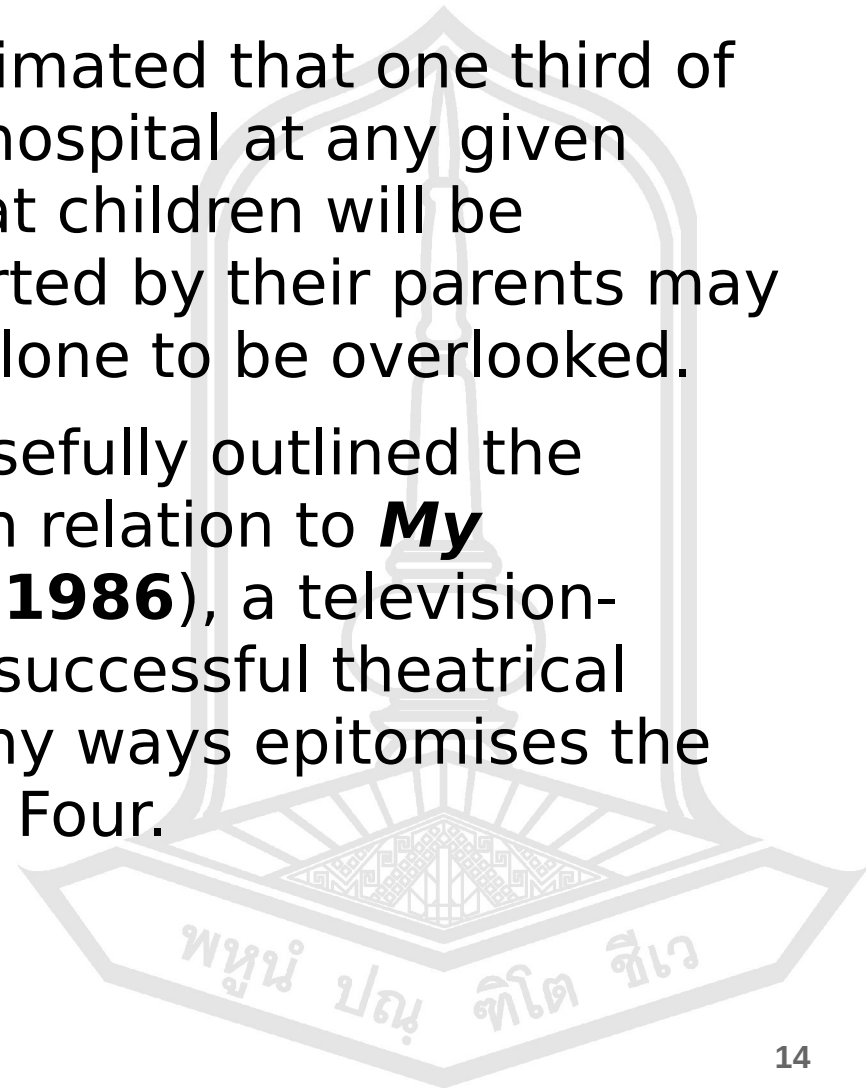 imated that one third of
hospital at any given
at children will be
rted by their parents may
lone to be overlooked.
sefully outlined the
n relation to My
1986), a television-
successful theatrical
ny ways epitomises the
Four.
พหูนํ ปณฺ ฑิโต ชีเว
14